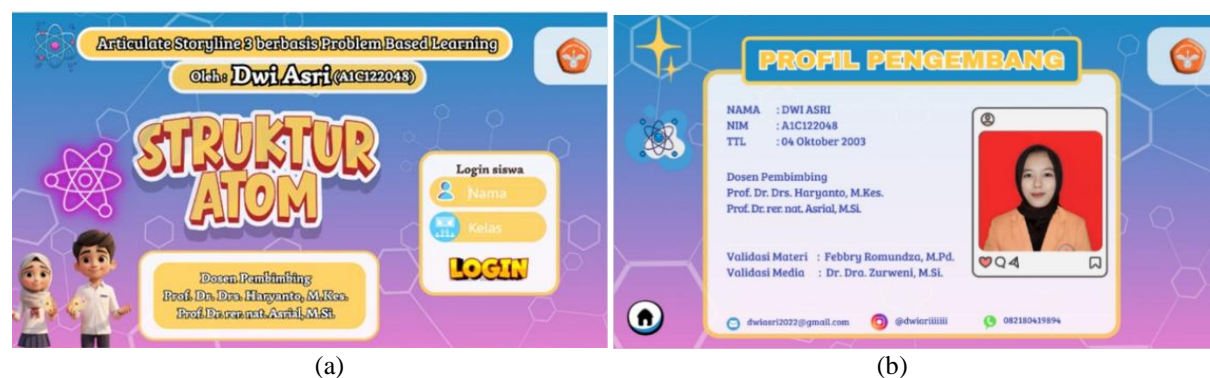 Articulate Storyline 3 berbasis Problem Based Learning
Oleh : Dwi Asri (A1C122048)
STRUKTUR
ATOM
Login siswa
Nama
Kelas
LOGIN
Dosen Pembimbing
Prof. Dr. Drs. Haryanto, M.Kes.
Prof. Dr. rer. nat. Asrial, M.Si.
(a)
PROFIL PENGEMBANG
NAMA : DWI ASRI
NIM : A1C122048
TTL : 04 Oktober 2003
Dosen Pembimbing
Prof. Dr. Drs. Haryanto, M.Kes.
Prof. Dr. rer. nat. Asrial, M.Si.
Validasi Materi : Febbry Romundza, M.Pd.
Validasi Media : Dr. Dra. Zurweni, M.Si.
dwiasri2022@gmail.com @dwiariiiiii 082180419894
(b)